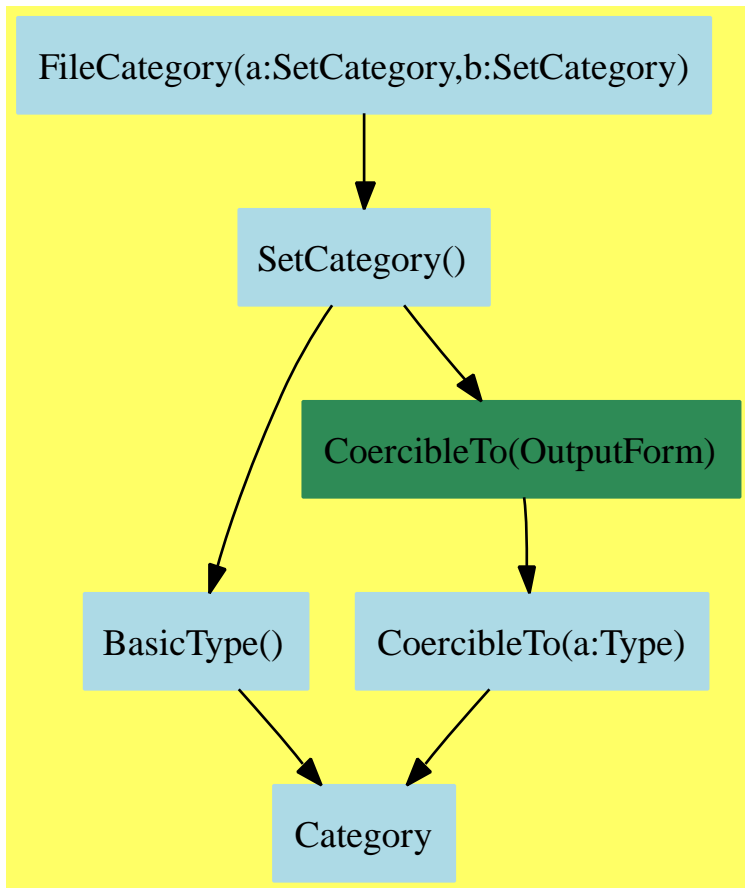 FileCategory(a:SetCategory,b:SetCategory)
SetCategory()
CoercibleTo(OutputForm)
BasicType()
CoercibleTo(a:Type)
Category